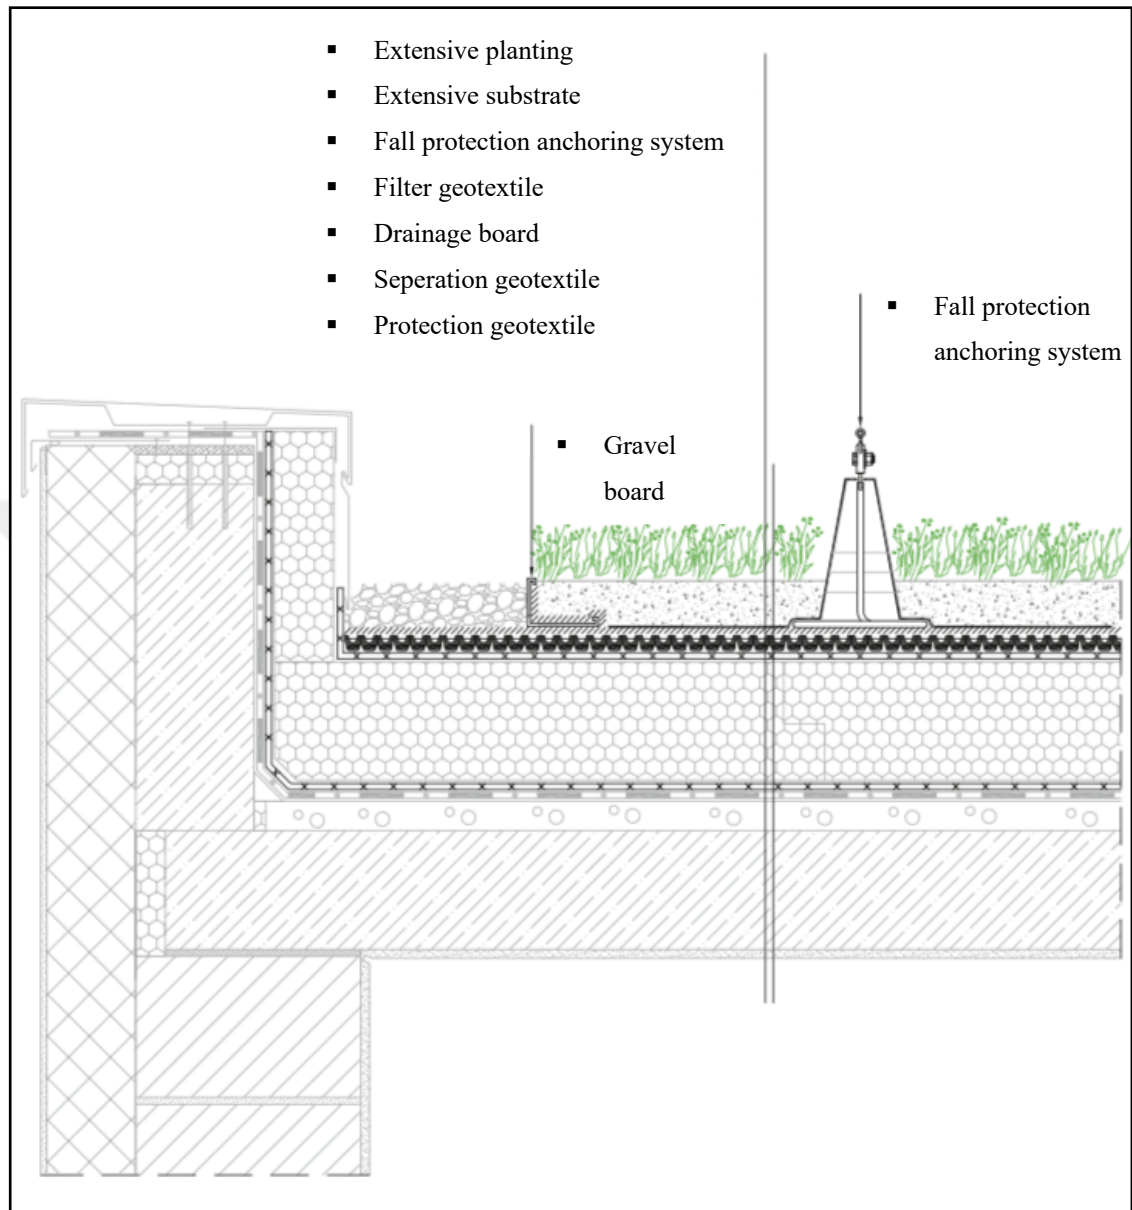 ▪ Extensive planting
▪ Extensive substrate
▪ Fall protection anchoring system
▪ Filter geotextile
▪ Drainage board
▪ Seperation geotextile
▪ Protection geotextile
▪ Fall protection
anchoring system
▪ Gravel
board